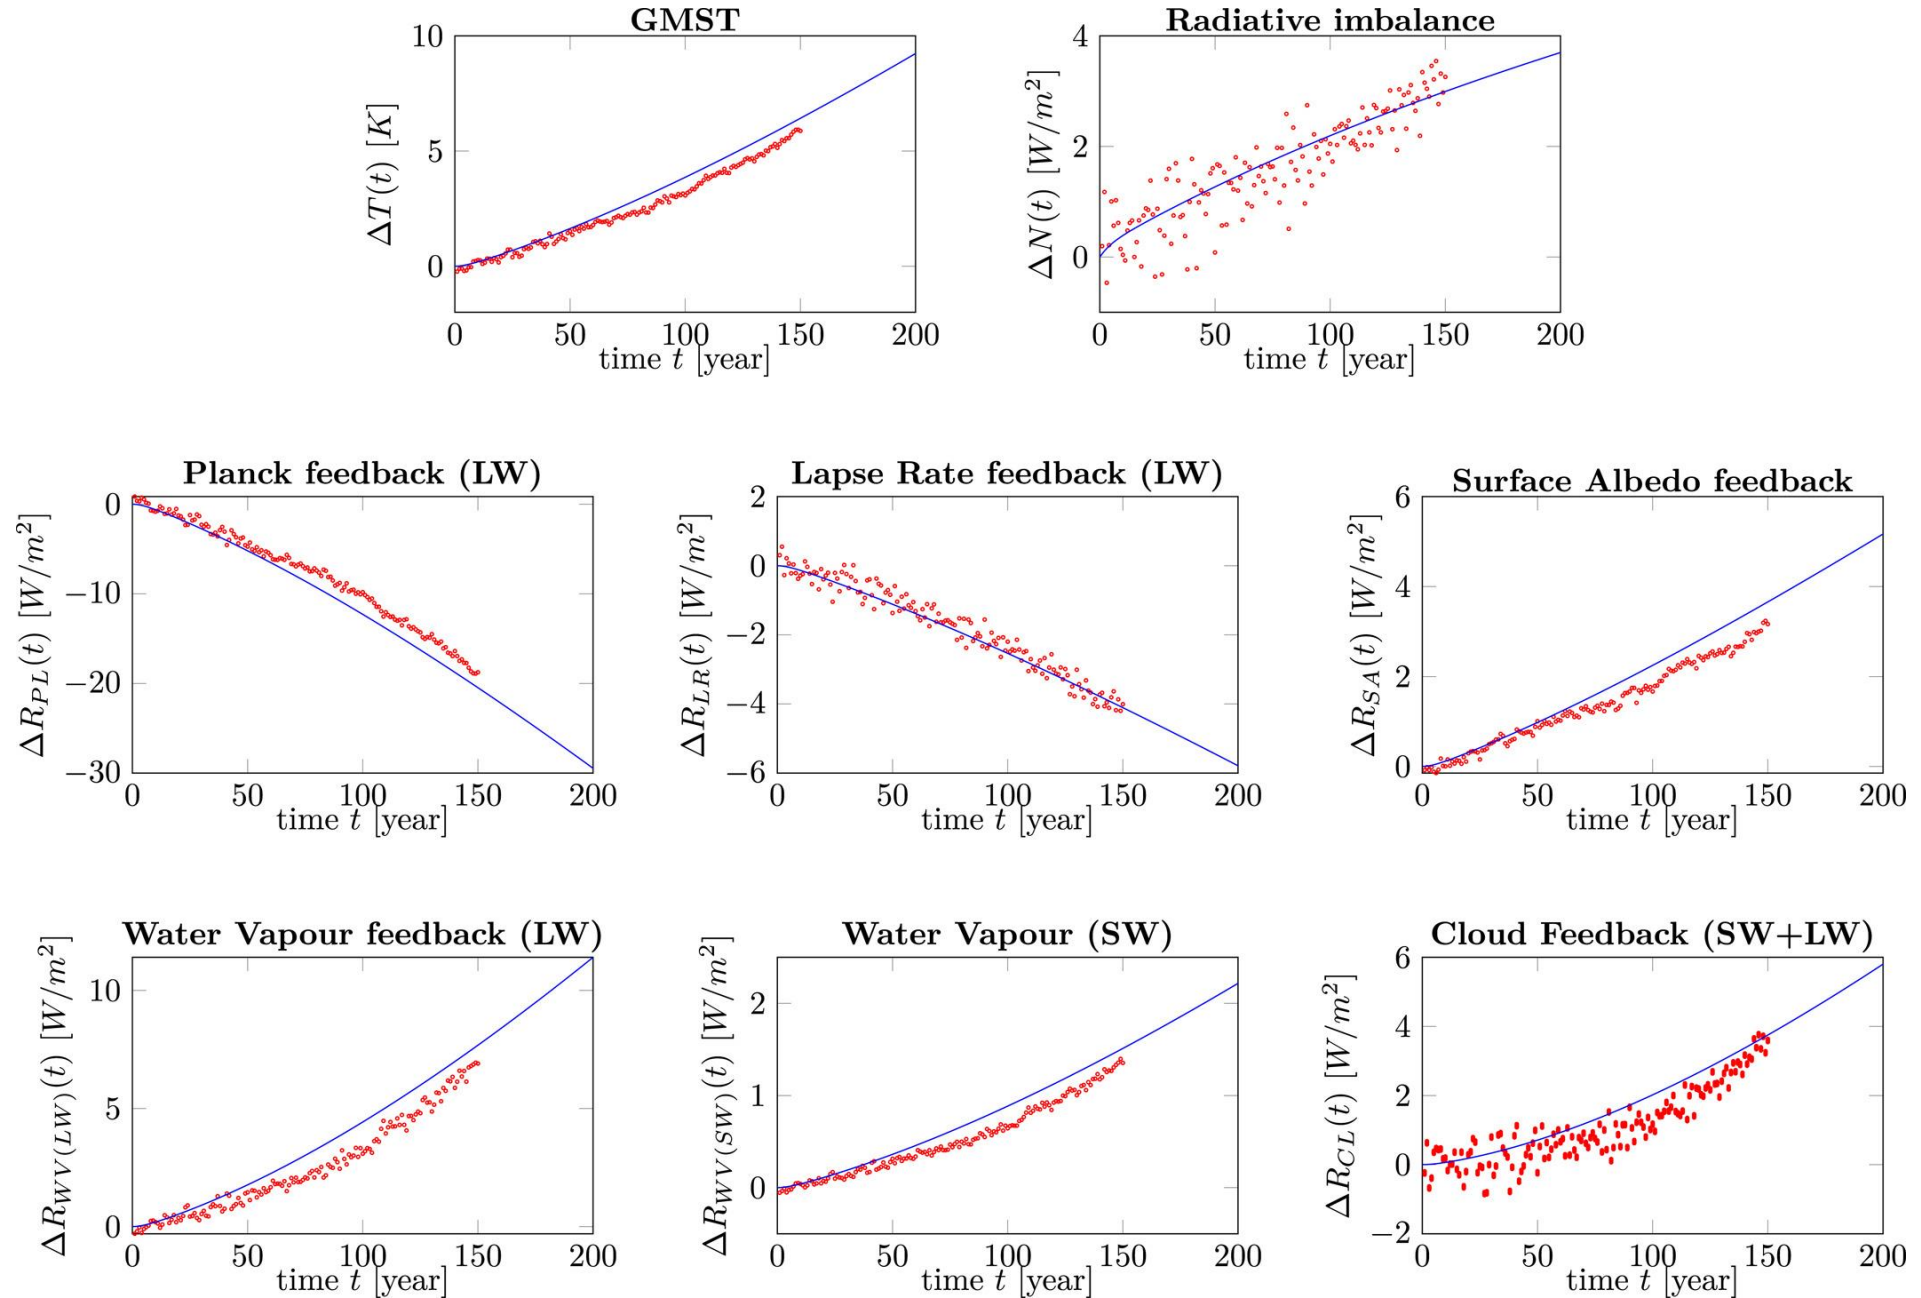 GMST
10
5
0
ΔT(t) [K]
0 50 100 150 200
time t [year]
Radiative imbalance
4
2
0
ΔN(t) [W/m²]
0 50 100 150 200
time t [year]
Planck feedback (LW)
0
−10
−20
−30
ΔR_PL(t) [W/m²]
0 50 100 150 200
time t [year]
Lapse Rate feedback (LW)
2
0
−2
−4
−6
ΔR_LR(t) [W/m²]
0 50 100 150 200
time t [year]
Surface Albedo feedback
6
4
2
0
ΔR_SA(t) [W/m²]
0 50 100 150 200
time t [year]
Water Vapour feedback (LW)
10
5
0
ΔR_WV(LW)(t) [W/m²]
0 50 100 150 200
time t [year]
Water Vapour (SW)
2
1
0
ΔR_WV(SW)(t) [W/m²]
0 50 100 150 200
time t [year]
Cloud Feedback (SW+LW)
6
4
2
0
−2
ΔR_CL(t) [W/m²]
0 50 100 150 200
time t [year]